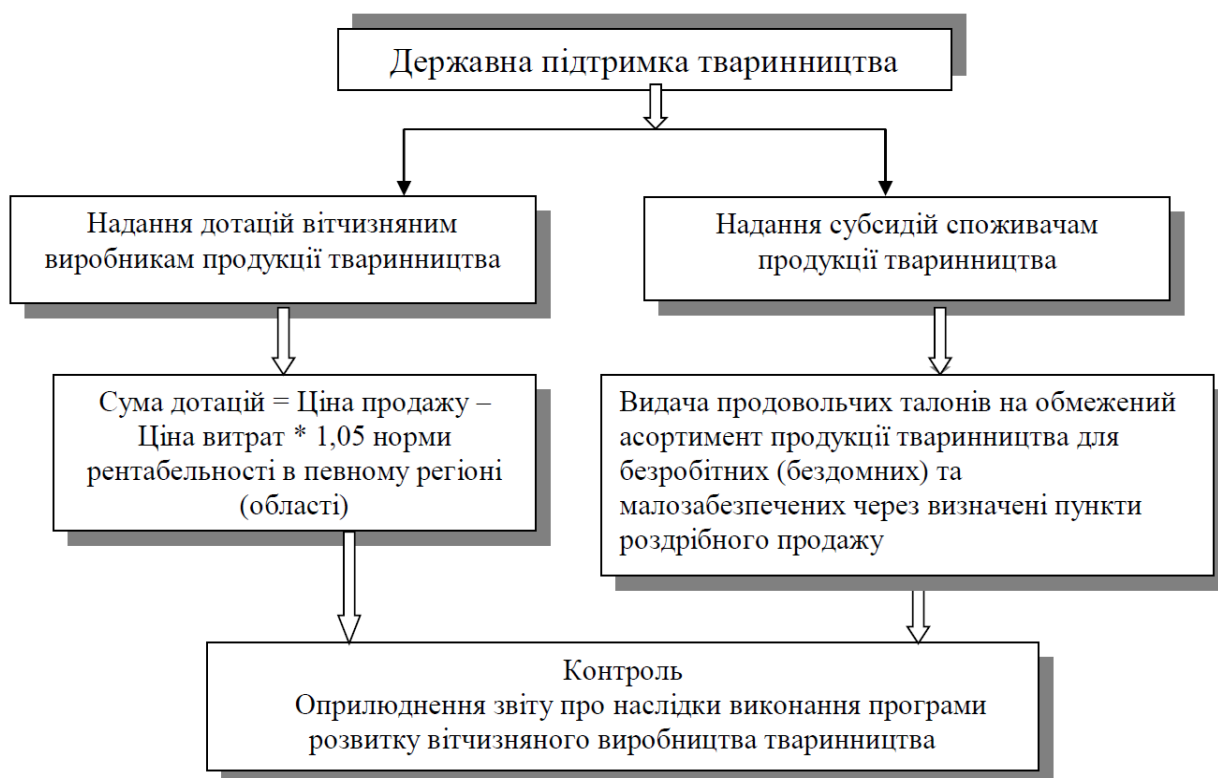 Державна підтримка тваринництва
Надання дотацій вітчизняним
виробникам продукції тваринництва
Надання субсидій споживачам
продукції тваринництва
Сума дотацій = Ціна продажу –
Ціна витрат * 1,05 норми
рентабельності в певному регіоні
(області)
Видача продовольчих талонів на обмежений
асортимент продукції тваринництва для
безробітних (бездомних) та
малозабезпечених через визначені пункти
роздрібного продажу
Контроль
Оприлюднення звіту про наслідки виконання програми
розвитку вітчизняного виробництва тваринництва